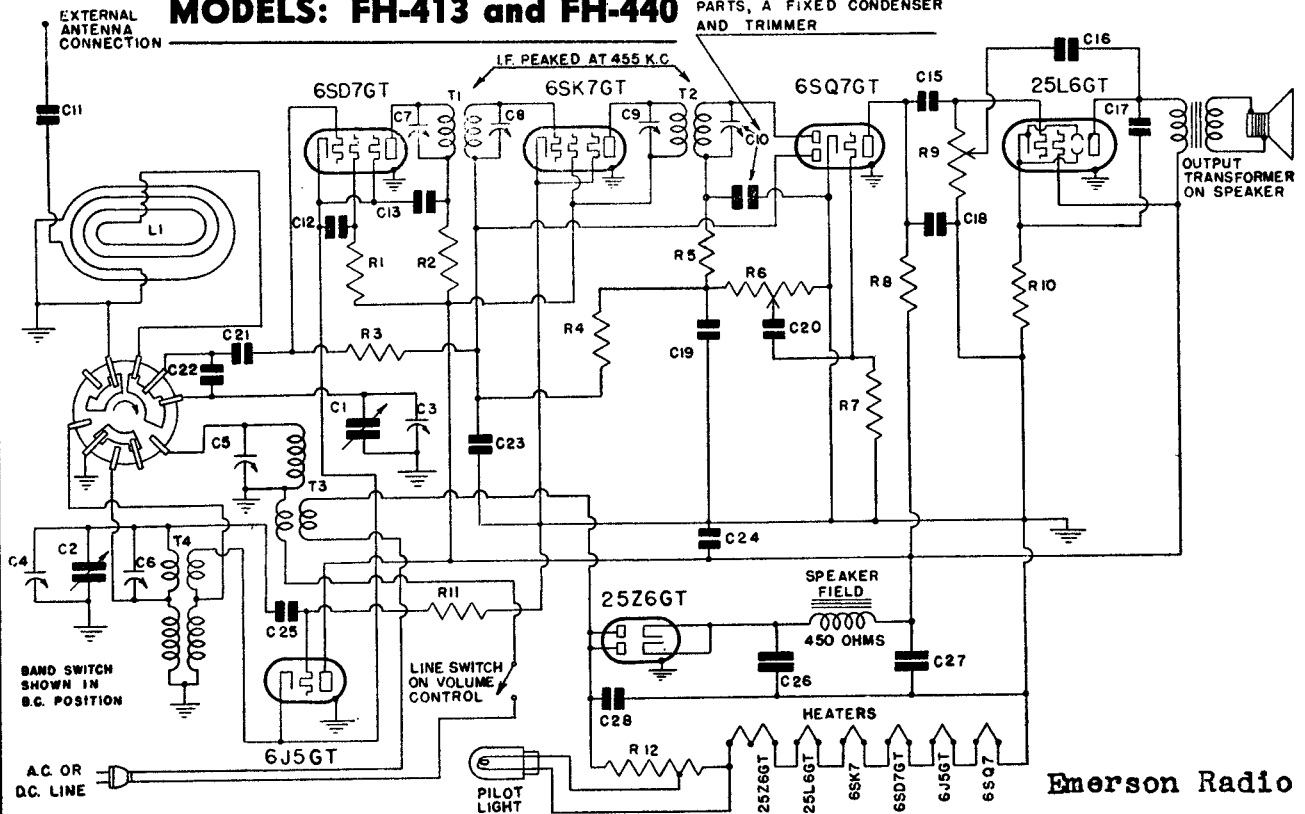 MODELS: FH-413 and FH-440
PARTS, A FIXED CONDENSER
AND TRIMMER
EXTERNAL
ANTENNA
CONNECTION
I.F. PEAKED AT 455 K.C
C11
6SD7GT
T1
6SK7GT
T2
6SQ7GT
C15
C16
25L6GT
C17
C7
C8
C9
C10
R9
OUTPUT
TRANSFORMER
ON SPEAKER
L1
C12
C13
C18
R1
R2
R5
R6
R8
R10
C21
R3
R4
C19
C20
C22
C1
C3
R7
C5
C23
T3
C24
C4
C2
C6
T4
R11
C25
25Z6GT
SPEAKER
FIELD
450 OHMS
C26
C27
BAND SWITCH
SHOWN IN
B.C. POSITION
LINE SWITCH
ON VOLUME
CONTROL
C28
HEATERS
6J5GT
R12
A.C. OR
D.C. LINE
PILOT
LIGHT
25Z6GT
25L6GT
6SK7
6SD7GT
6J5GT
6SQ7
Emerson Radio